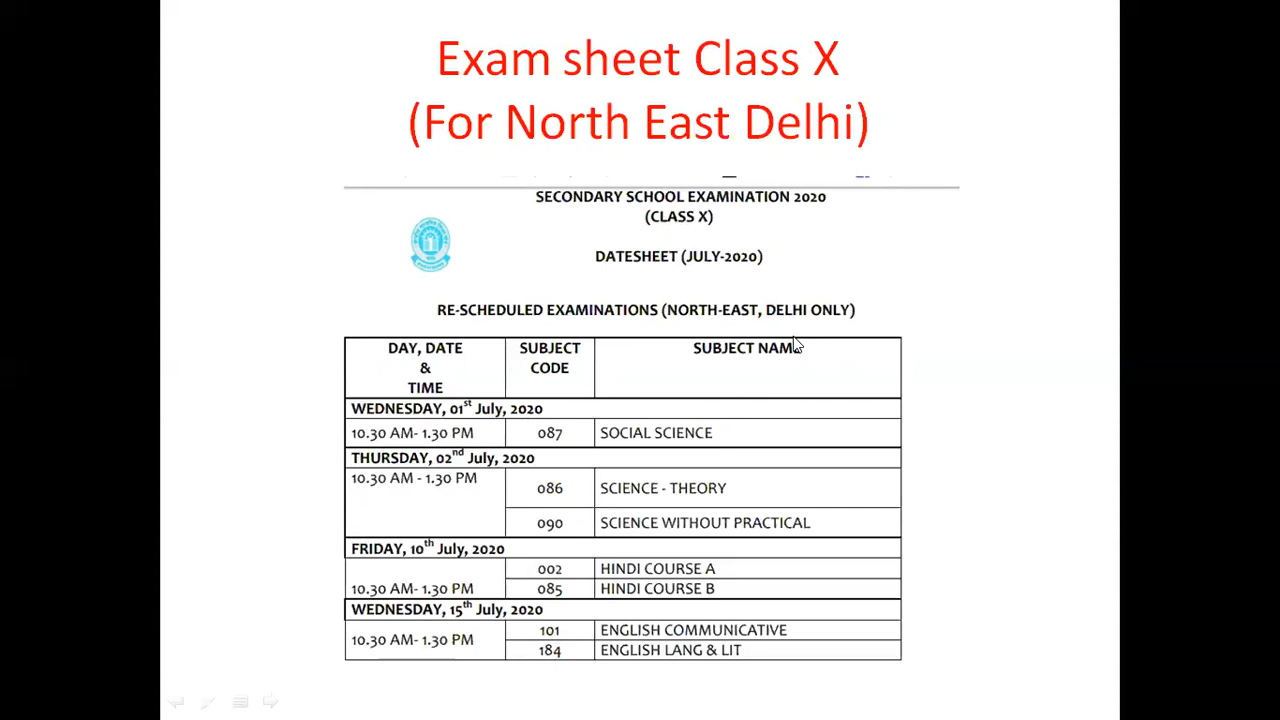 Exam sheet Class X
(For North East Delhi)
SECONDARY SCHOOL EXAMINATION 2020
(CLASS X)
DATESHEET (JULY-2020)
RE-SCHEDULED EXAMINATIONS (NORTH-EAST, DELHI ONLY)
DAY, DATE & TIME SUBJECT CODE SUBJECT NAME
WEDNESDAY, 01st July, 2020
10.30 AM- 1.30 PM 087 SOCIAL SCIENCE
THURSDAY, 02nd July, 2020
10.30 AM - 1.30 PM 086 SCIENCE - THEORY
090 SCIENCE WITHOUT PRACTICAL
FRIDAY, 10th July, 2020
002 HINDI COURSE A
10.30 AM- 1.30 PM 085 HINDI COURSE B
WEDNESDAY, 15th July, 2020
10.30 AM- 1.30 PM 101 ENGLISH COMMUNICATIVE
184 ENGLISH LANG & LIT